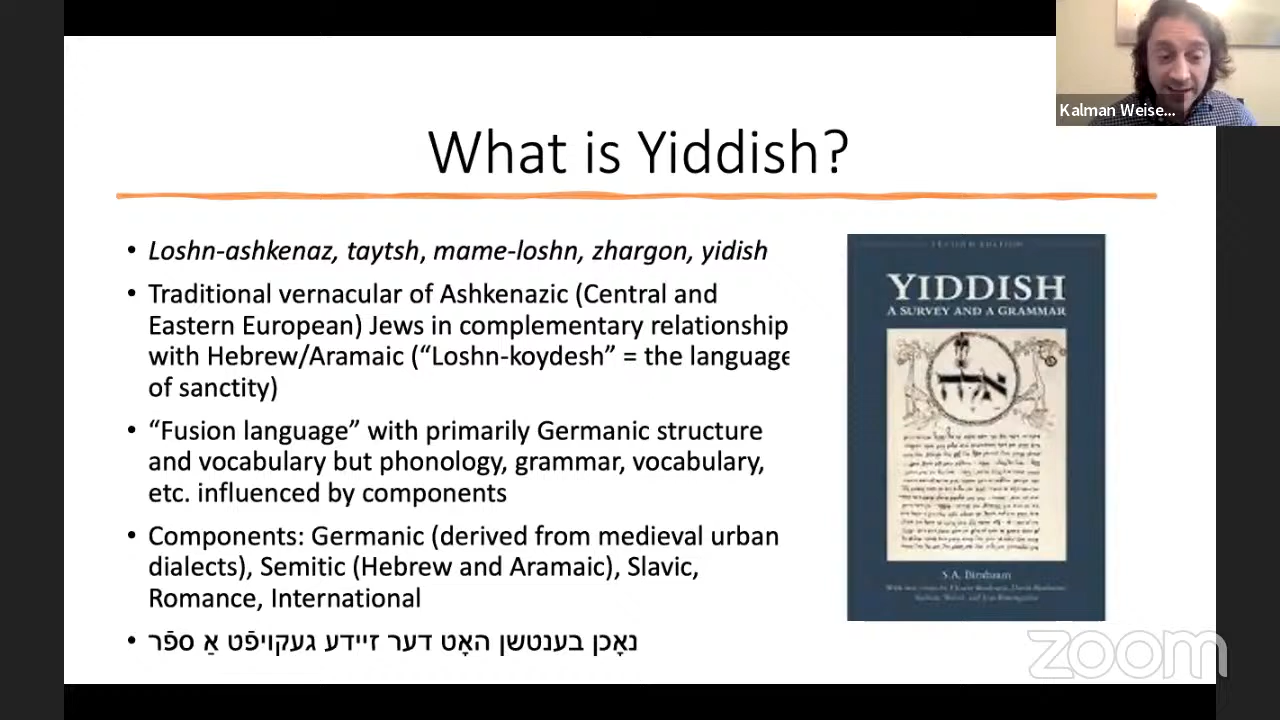 Kalman Weise...
What is Yiddish?
• Loshn-ashkenaz, taytsh, mame-loshn, zhargon, yidish
• Traditional vernacular of Ashkenazic (Central and
Eastern European) Jews in complementary relationship
with Hebrew/Aramaic (“Loshn-koydesh” = the language
of sanctity)
• “Fusion language” with primarily Germanic structure
and vocabulary but phonology, grammar, vocabulary,
etc. influenced by components
• Components: Germanic (derived from medieval urban
dialects), Semitic (Hebrew and Aramaic), Slavic,
Romance, International
• נאָכן בענטשן האָט דער זיידע געקויפֿט אַ ספֿר
EDITION
YIDDISH
A SURVEY AND A GRAMMAR
S.A. Birnbaum
zoom